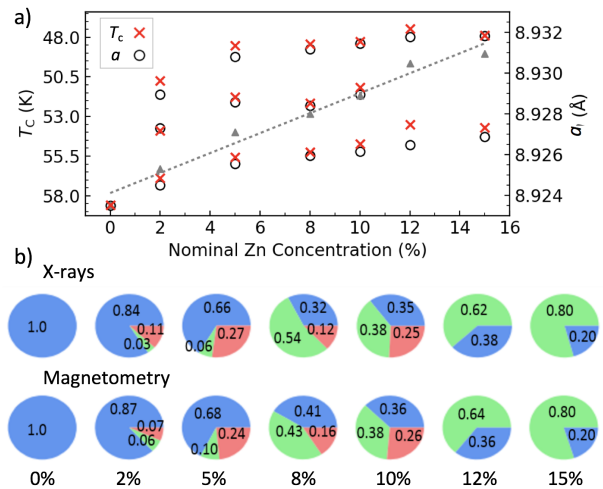 a)
T_c
a
48.0
50.5
53.0
55.5
58.0
T_C (K)
8.932
8.930
8.928
8.926
8.924
a_i (Å)
0 2 4 6 8 10 12 14 16
Nominal Zn Concentration (%)
b)
X-rays
1.0
0.84 0.11 0.03
0.66 0.27 0.06
0.32 0.12 0.54
0.35 0.38 0.25
0.62 0.38
0.80 0.20
Magnetometry
1.0
0.87 0.07 0.06
0.68 0.24 0.10
0.41 0.43 0.16
0.36 0.38 0.26
0.64 0.36
0.80 0.20
0% 2% 5% 8% 10% 12% 15%